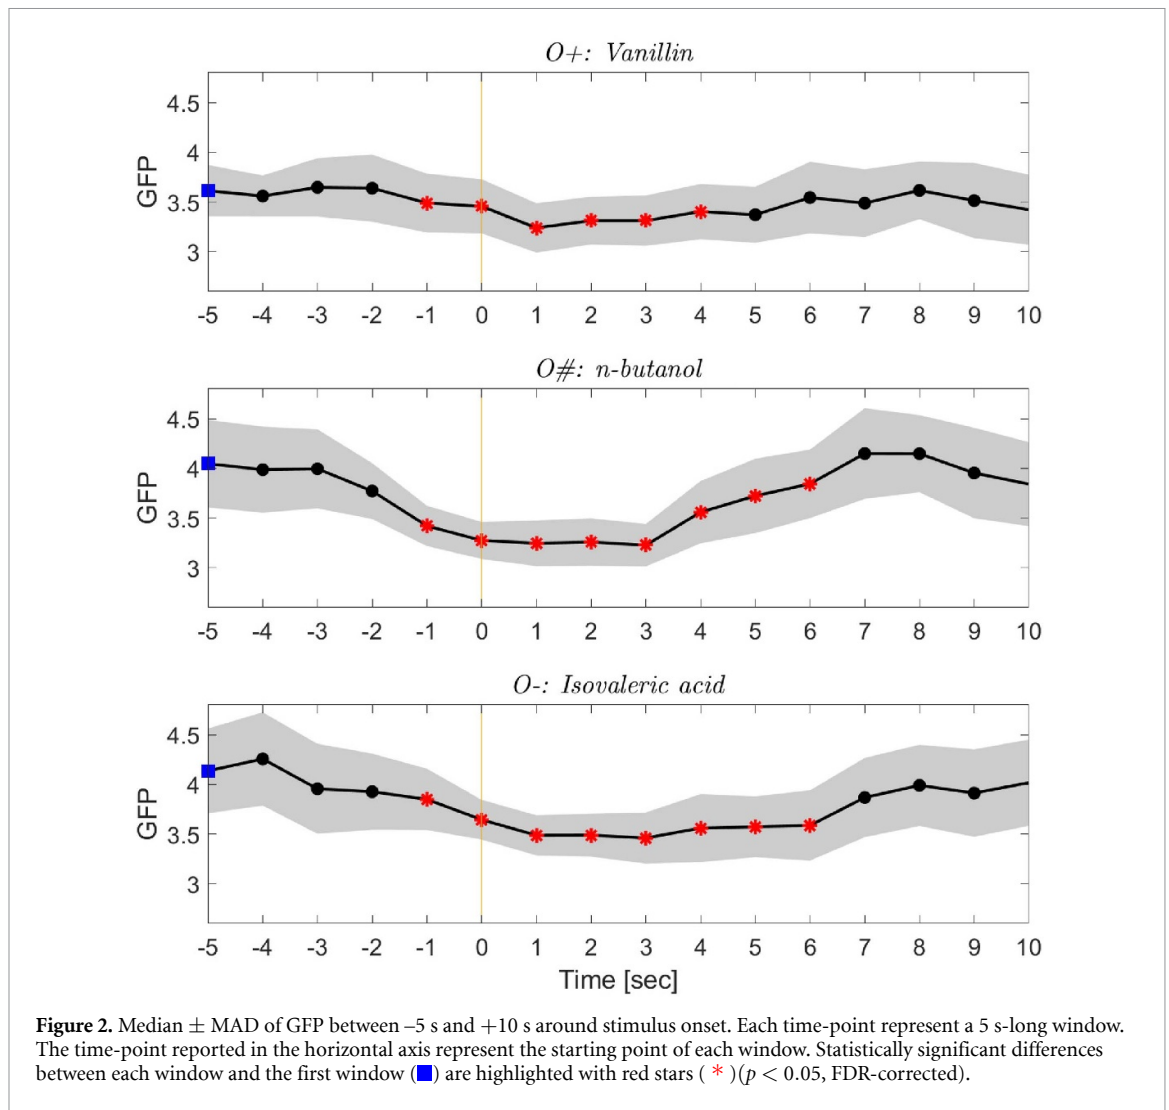 O+: Vanillin
4.5
4
3.5
3
GFP
-5 -4 -3 -2 -1 0 1 2 3 4 5 6 7 8 9 10
O#: n-butanol
4.5
4
3.5
3
GFP
-5 -4 -3 -2 -1 0 1 2 3 4 5 6 7 8 9 10
O-: Isovaleric acid
4.5
4
3.5
3
GFP
-5 -4 -3 -2 -1 0 1 2 3 4 5 6 7 8 9 10
Time [sec]
Figure 2. Median ± MAD of GFP between –5 s and +10 s around stimulus onset. Each time-point represent a 5 s-long window.
The time-point reported in the horizontal axis represent the starting point of each window. Statistically significant differences
between each window and the first window (■) are highlighted with red stars ( * )(p < 0.05, FDR-corrected).